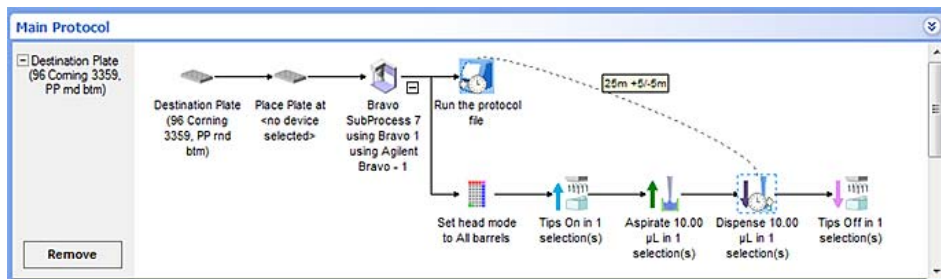 Main Protocol
Destination Plate
(96 Corning 3359,
PP rnd btm)
Remove
Destination Plate
(96 Corning
3359, PP rnd
btm)
Place Plate at
<no device
selected>
Bravo
SubProcess 7
using Bravo 1
using Agilent
Bravo - 1
Run the protocol
file
25m +5/-5m
Set head mode
to All barrels
Tips On in 1
selection(s)
Aspirate 10.00
µL in 1
selection(s)
Dispense 10.00
µL in 1
selection(s)
Tips Off in 1
selection(s)